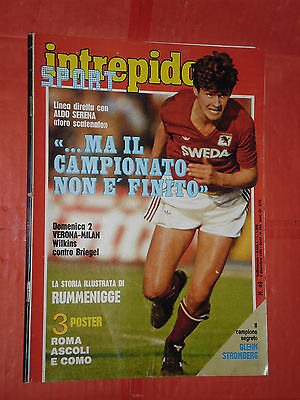 intrepido
SPORT
Linea diretta con
ALDO SERENA
«toro scatenato»
«...MA IL
CAMPIONATO
NON E' FINITO»
SWEDA
Domenica 2
VERONA-MILAN
Wilkins
contro Briegel
LA STORIA ILLUSTRATA DI
RUMMENIGGE
3 POSTER
ROMA
ASCOLI
E COMO
Il
campione
segreto
GLENN
STROMBERG